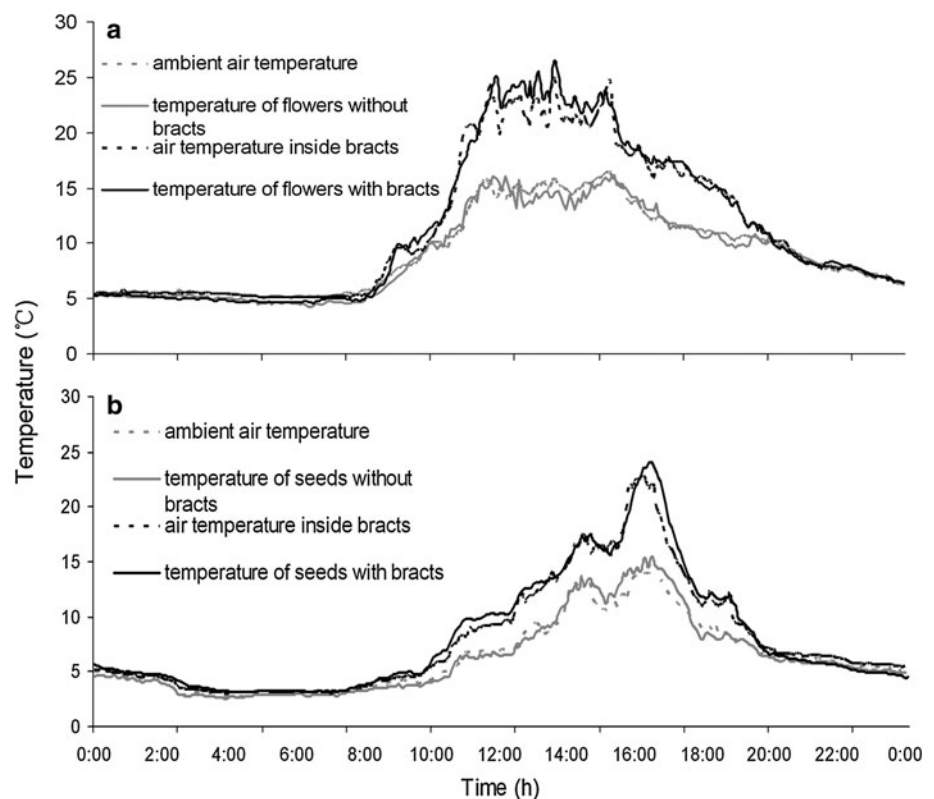 a
30
ambient air temperature
25
temperature of flowers without
bracts
20
air temperature inside bracts
15
temperature of flowers with bracts
10
5
0
Temperature (℃)
b
30
ambient air temperature
25
temperature of seeds without
bracts
20
air temperature inside bracts
15
temperature of seeds with bracts
10
5
0
0:00 2:00 4:00 6:00 8:00 10:00 12:00 14:00 16:00 18:00 20:00 22:00 0:00
Time (h)